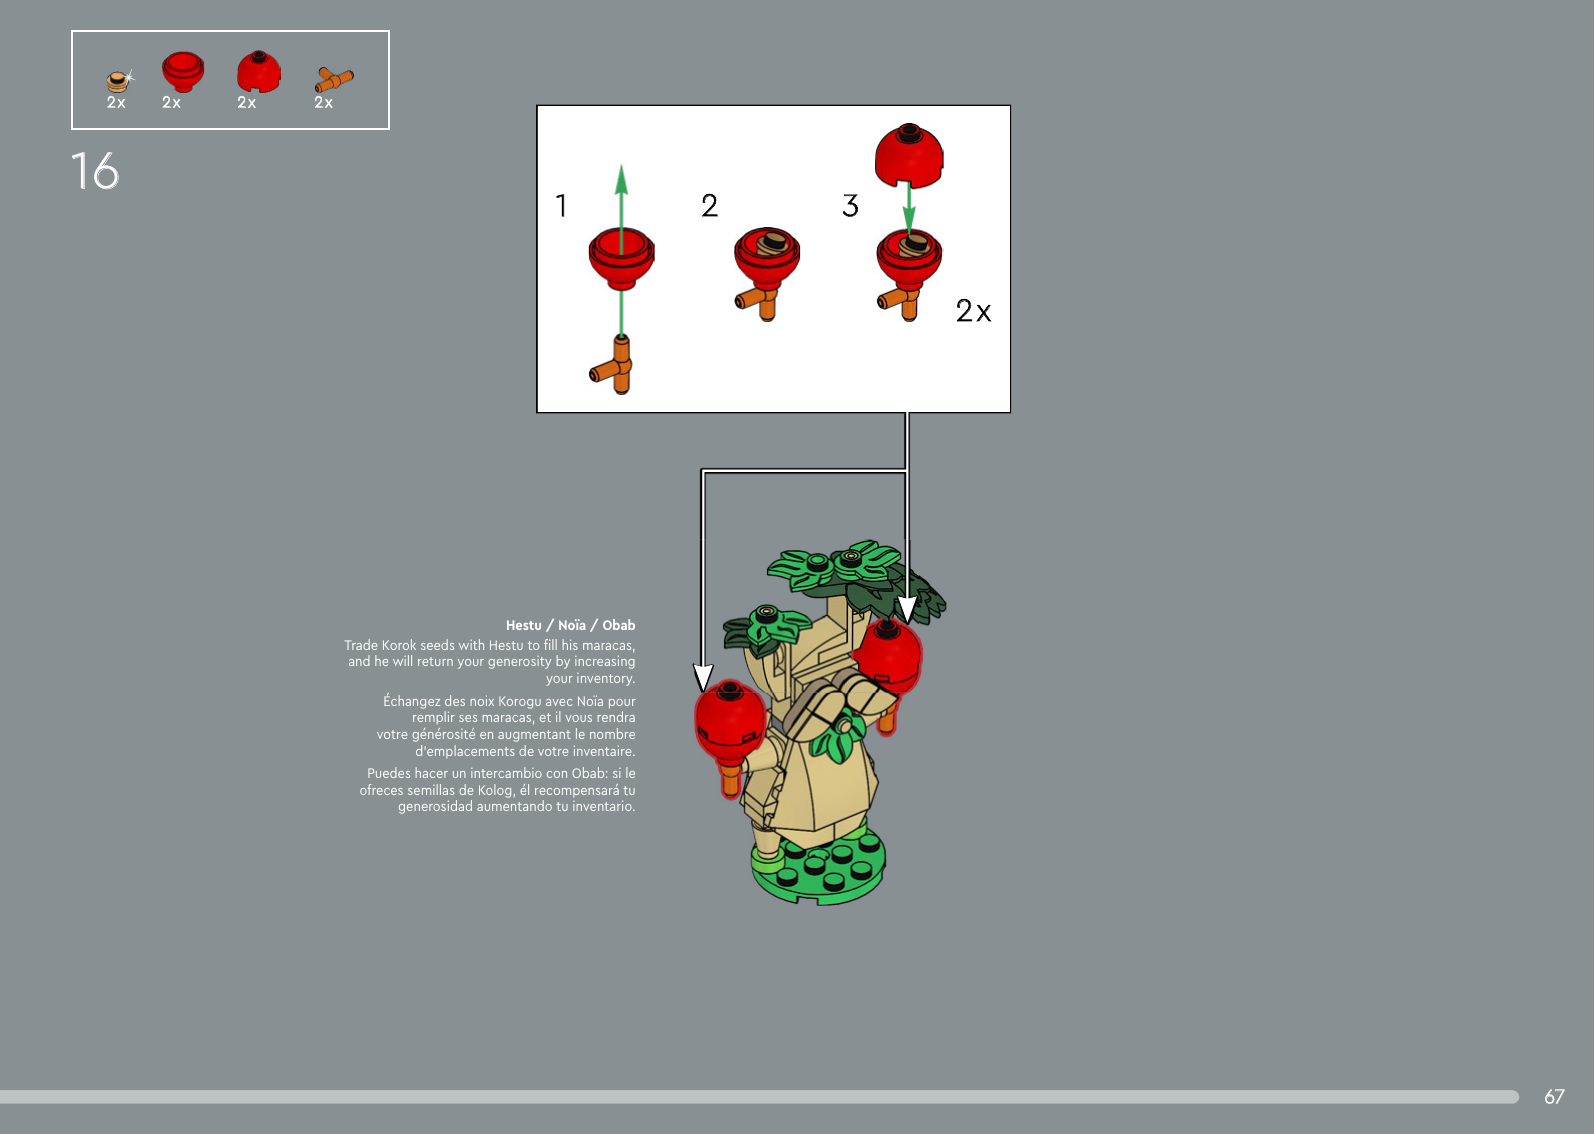 2x 2x 2x 2x
16
1 2 3
2x
Hestu / Noïa / Obab
Trade Korok seeds with Hestu to fill his maracas,
and he will return your generosity by increasing
your inventory.
Échangez des noix Korogu avec Noïa pour
remplir ses maracas, et il vous rendra
votre générosité en augmentant le nombre
d'emplacements de votre inventaire.
Puedes hacer un intercambio con Obab: si le
ofreces semillas de Kolog, él recompensará tu
generosidad aumentando tu inventario.
67